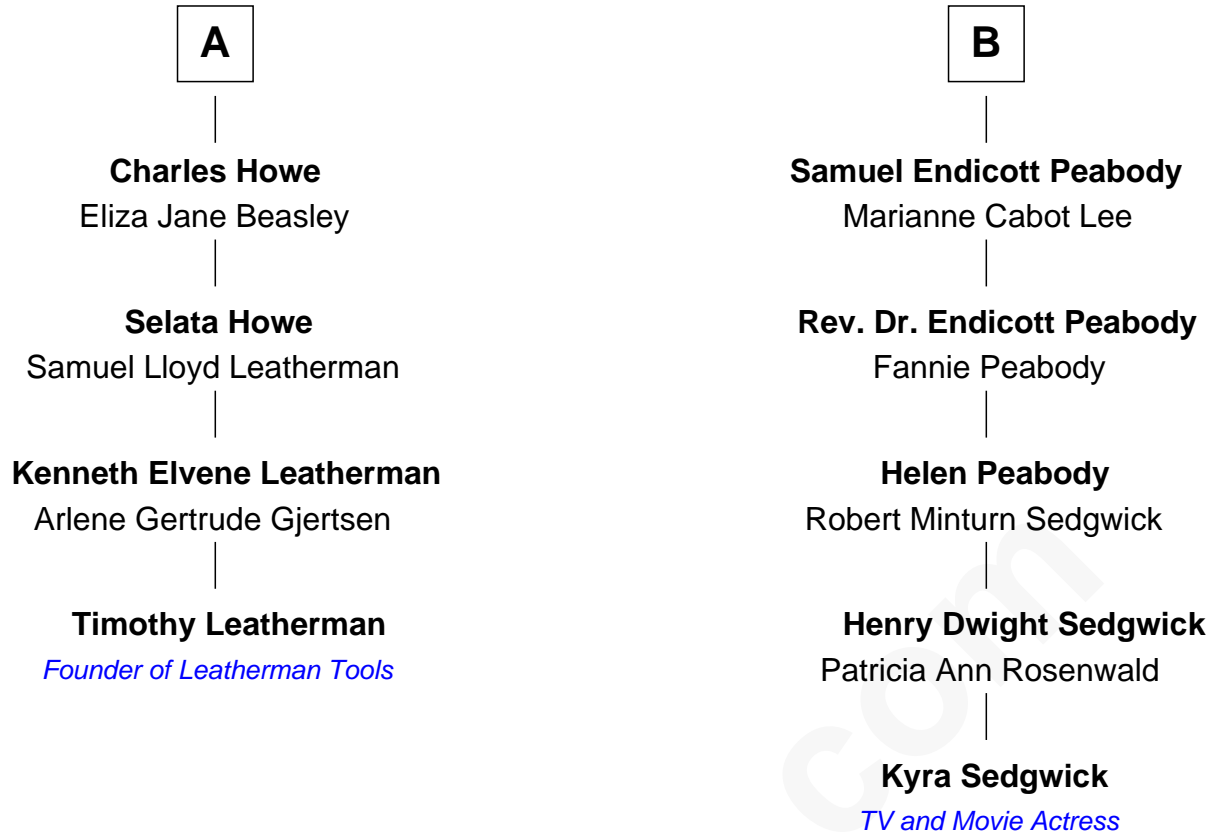 A
Charles Howe
Eliza Jane Beasley
Selata Howe
Samuel Lloyd Leatherman
Kenneth Elvene Leatherman
Arlene Gertrude Gjertsen
Timothy Leatherman
Founder of Leatherman Tools
B
Samuel Endicott Peabody
Marianne Cabot Lee
Rev. Dr. Endicott Peabody
Fannie Peabody
Helen Peabody
Robert Minturn Sedgwick
Henry Dwight Sedgwick
Patricia Ann Rosenwald
Kyra Sedgwick
TV and Movie Actress
com